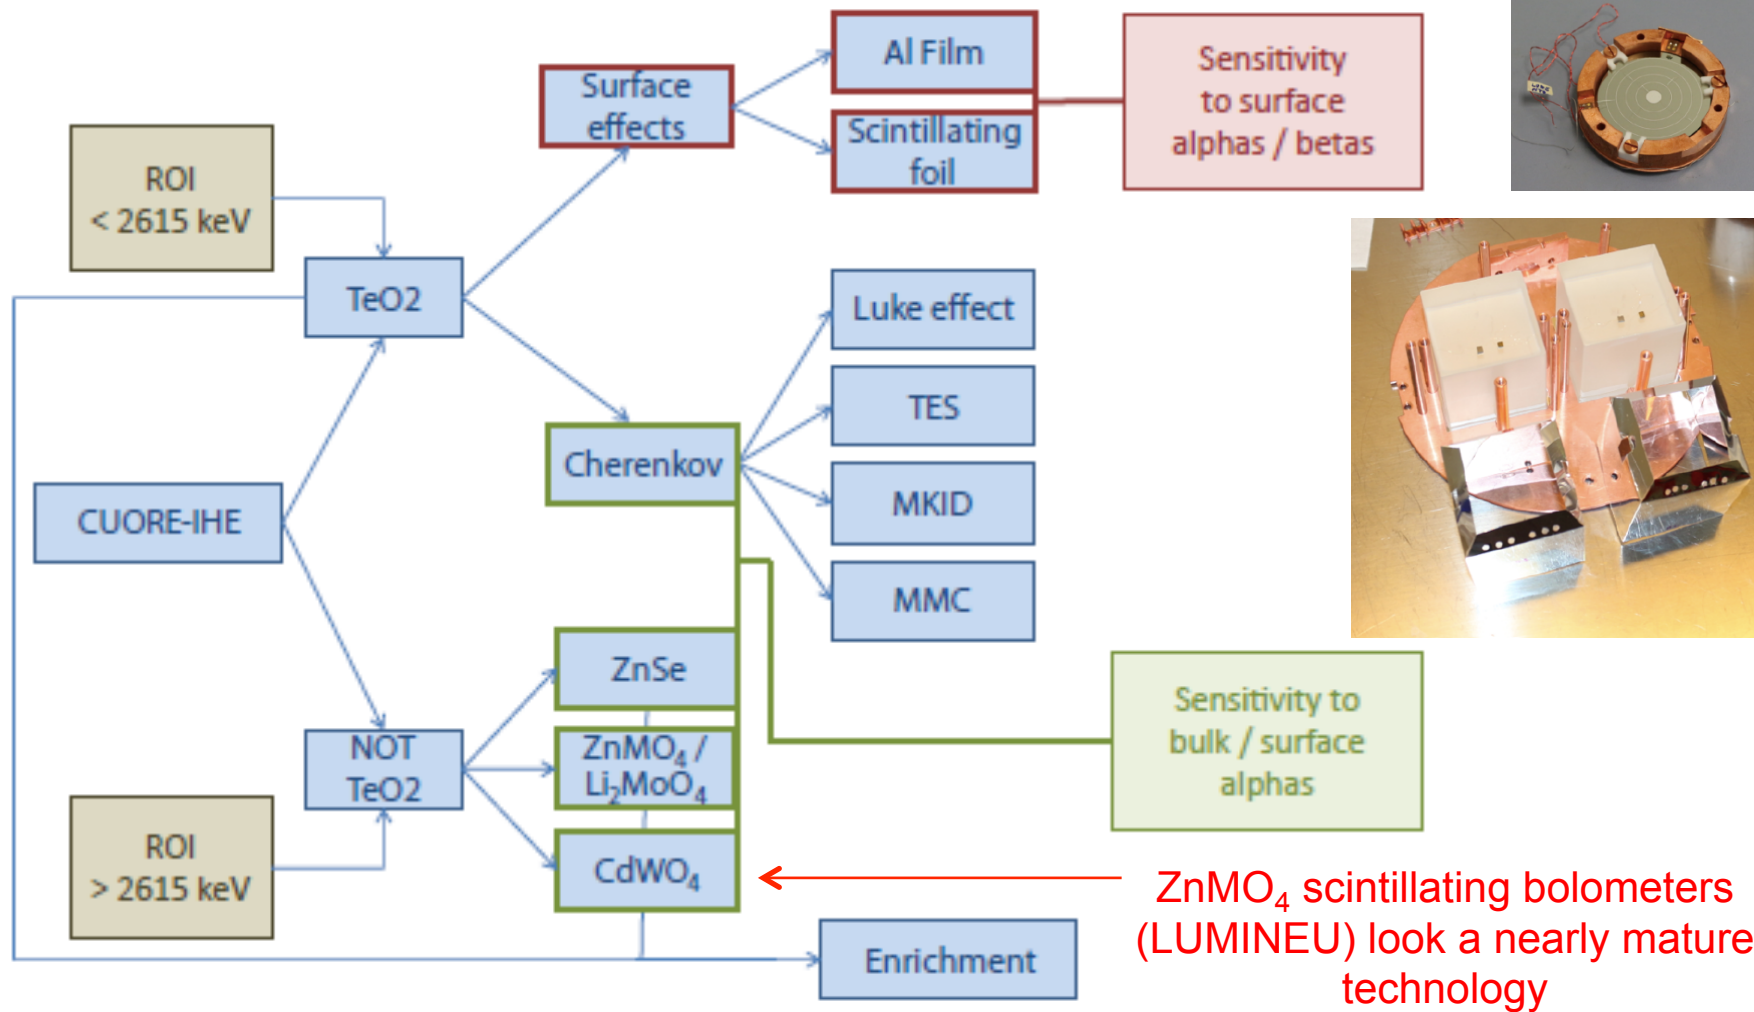 Al Film
Surface
effects
Scintillating
foil
Sensitivity
to surface
alphas / betas
ROI
< 2615 keV
TeO2
Luke effect
TES
Cherenkov
MKID
CUORE-IHE
MMC
ZnSe
NOT
TeO2
ZnMO₄ /
Li₂MoO₄
Sensitivity to
bulk / surface
alphas
ROI
> 2615 keV
CdWO₄
ZnMO₄ scintillating bolometers
(LUMINEU) look a nearly mature
technology
Enrichment